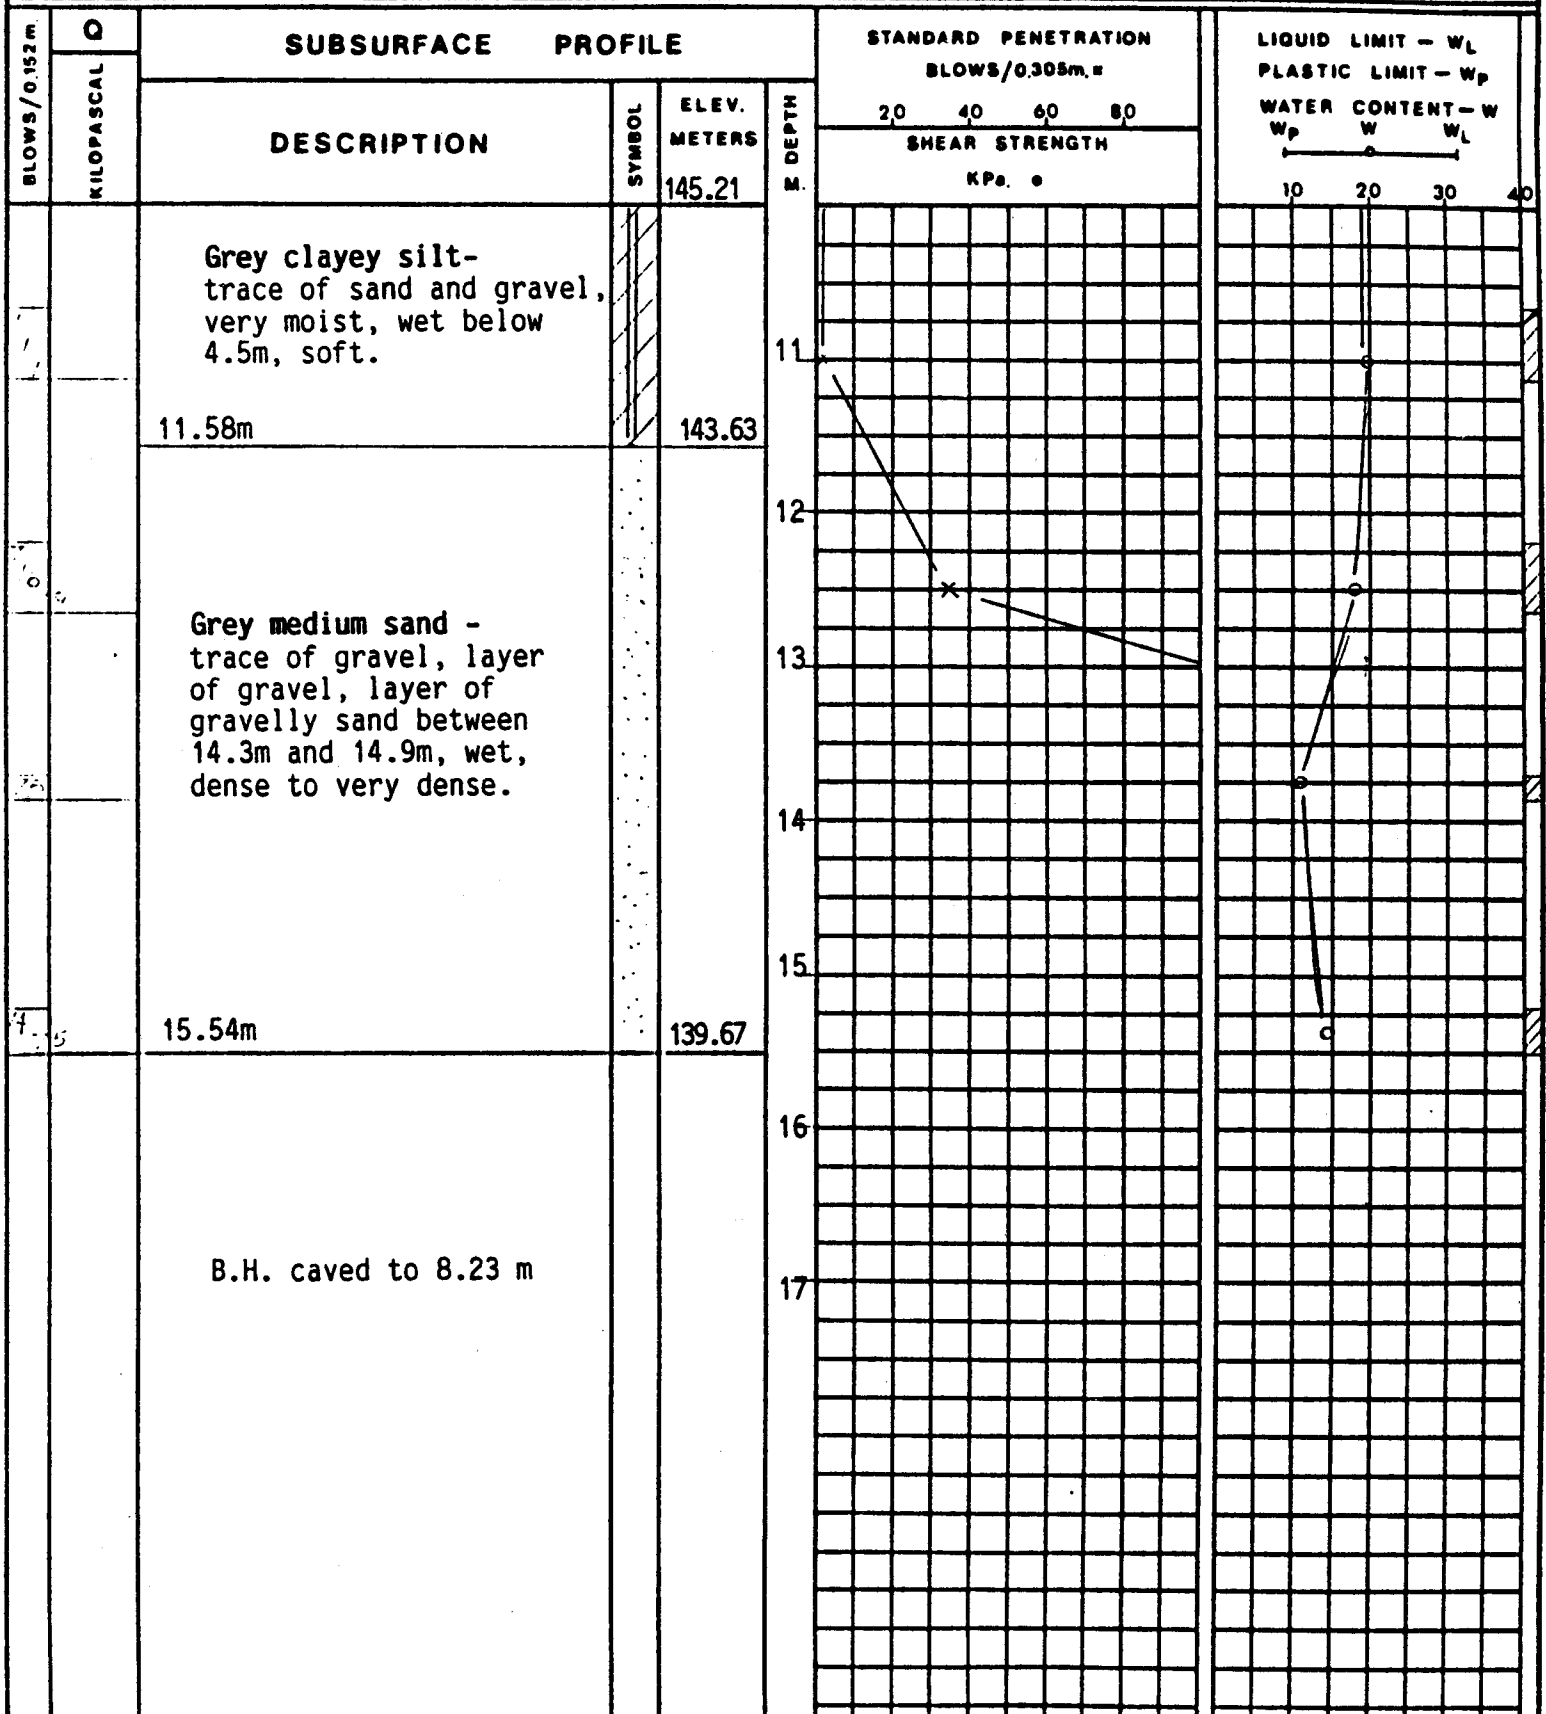 BLOWS/0.152m
Q
KILOPASCAL
SUBSURFACE PROFILE
DESCRIPTION
SYMBOL
ELEV.
METERS
145.21
M. DEPTH
STANDARD PENETRATION
BLOWS/0.305m.
20 40 60 80
SHEAR STRENGTH
KPa. •
LIQUID LIMIT — WL
PLASTIC LIMIT — WP
WATER CONTENT — W
WP W WL
10 20 30 40
Grey clayey silt-
trace of sand and gravel,
very moist, wet below
4.5m, soft.
11
11.58m 143.63
12
Grey medium sand -
trace of gravel, layer
of gravel, layer of
gravelly sand between
14.3m and 14.9m, wet,
dense to very dense.
13
14
15
15.54m 139.67
16
B.H. caved to 8.23 m
17